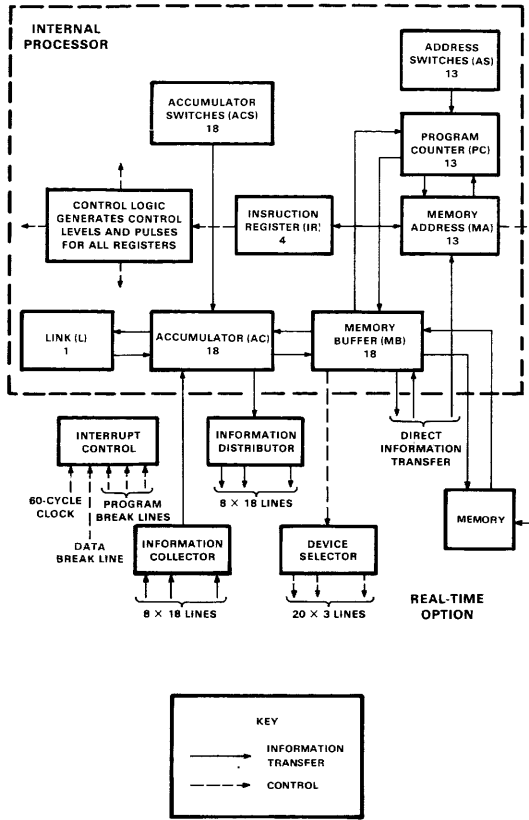 INTERNAL
PROCESSOR
ADDRESS
SWITCHES (AS)
13
ACCUMULATOR
SWITCHES (ACS)
18
PROGRAM
COUNTER (PC)
13
CONTROL LOGIC
GENERATES CONTROL
LEVELS AND PULSES
FOR ALL REGISTERS
INSRUCTION
REGISTER (IR)
4
MEMORY
ADDRESS (MA)
13
LINK (L)
1
ACCUMULATOR (AC)
18
MEMORY
BUFFER (MB)
18
INTERRUPT
CONTROL
INFORMATION
DISTRIBUTOR
DIRECT
INFORMATION
TRANSFER
60-CYCLE
CLOCK
PROGRAM
BREAK LINES
8 × 18 LINES
DATA
BREAK LINE
INFORMATION
COLLECTOR
DEVICE
SELECTOR
MEMORY
8 × 18 LINES
20 × 3 LINES
REAL-TIME
OPTION
KEY
INFORMATION
TRANSFER
CONTROL